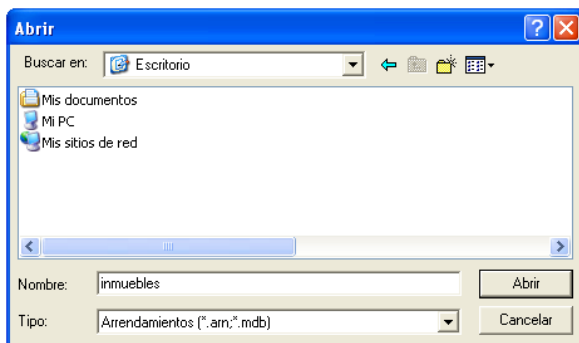 Abrir
Buscar en: Escritorio
Mis documentos
Mi PC
Mis sitios de red
Nombre: inmuebles Abrir
Tipo: Arrendamientos (*.arn;*.mdb) Cancelar